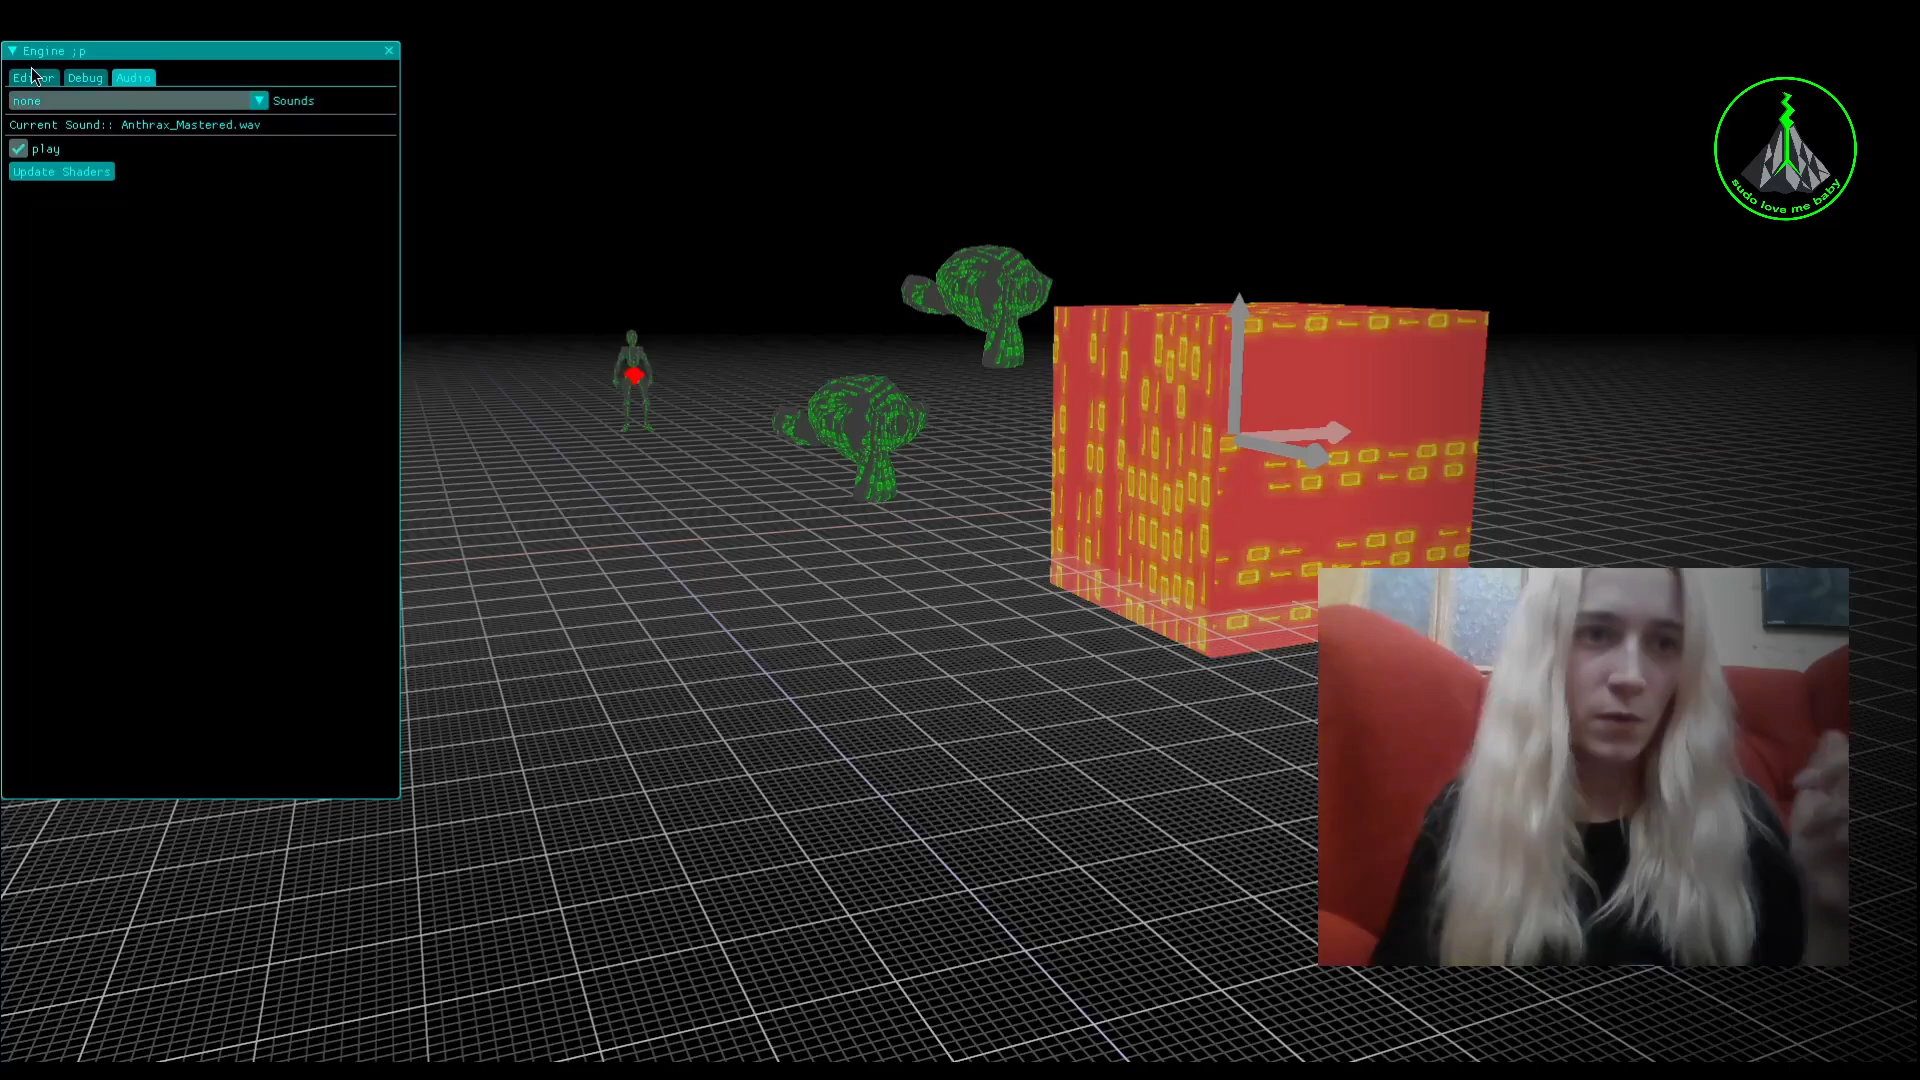 Engine ;p
Editor Debug Audio
none Sounds
Current Sound:: Anthrax_Mastered.wav
play
Update Shaders
sudo love me baby